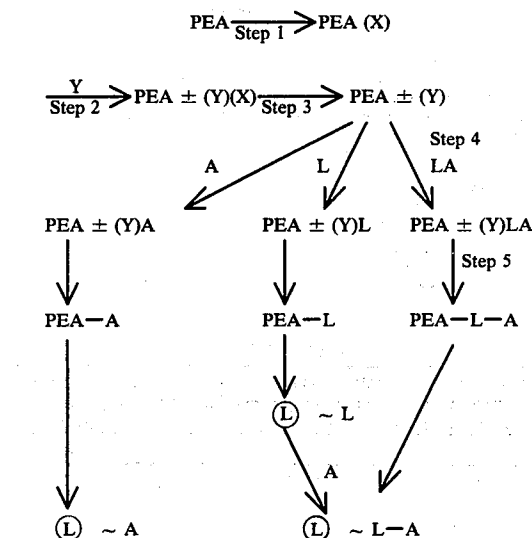 PEA Step 1 PEA (X)
Y
Step 2 PEA ± (Y)(X) Step 3 PEA ± (Y)
A L Step 4
LA
PEA ± (Y)A PEA ± (Y)L PEA ± (Y)LA
Step 5
PEA—A PEA—L PEA—L—A
L ~ L
A
L ~ A L ~ L—A